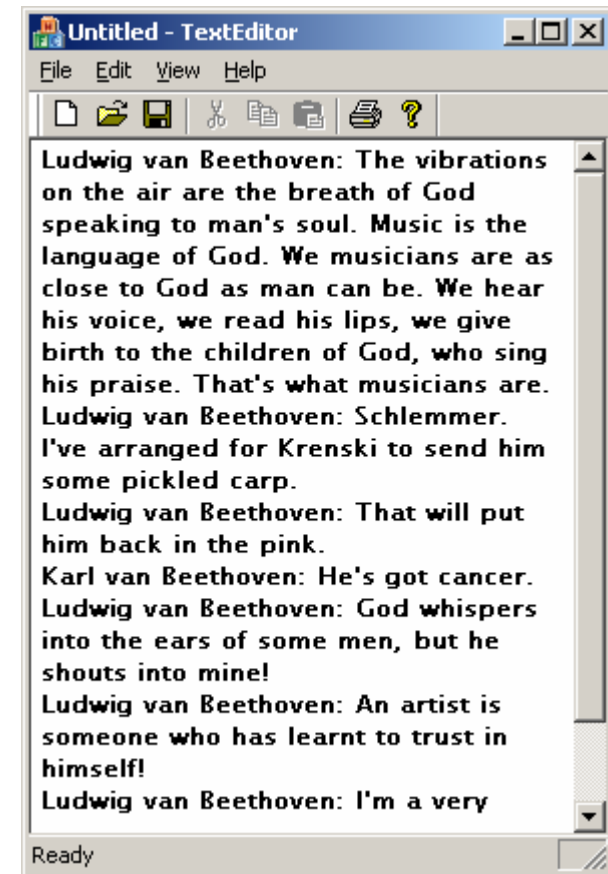 Untitled - TextEditor
File Edit View Help
Ludwig van Beethoven: The vibrations
on the air are the breath of God
speaking to man's soul. Music is the
language of God. We musicians are as
close to God as man can be. We hear
his voice, we read his lips, we give
birth to the children of God, who sing
his praise. That's what musicians are.
Ludwig van Beethoven: Schlemmer.
I've arranged for Krenski to send him
some pickled carp.
Ludwig van Beethoven: That will put
him back in the pink.
Karl van Beethoven: He's got cancer.
Ludwig van Beethoven: God whispers
into the ears of some men, but he
shouts into mine!
Ludwig van Beethoven: An artist is
someone who has learnt to trust in
himself!
Ludwig van Beethoven: I'm a very
Ready